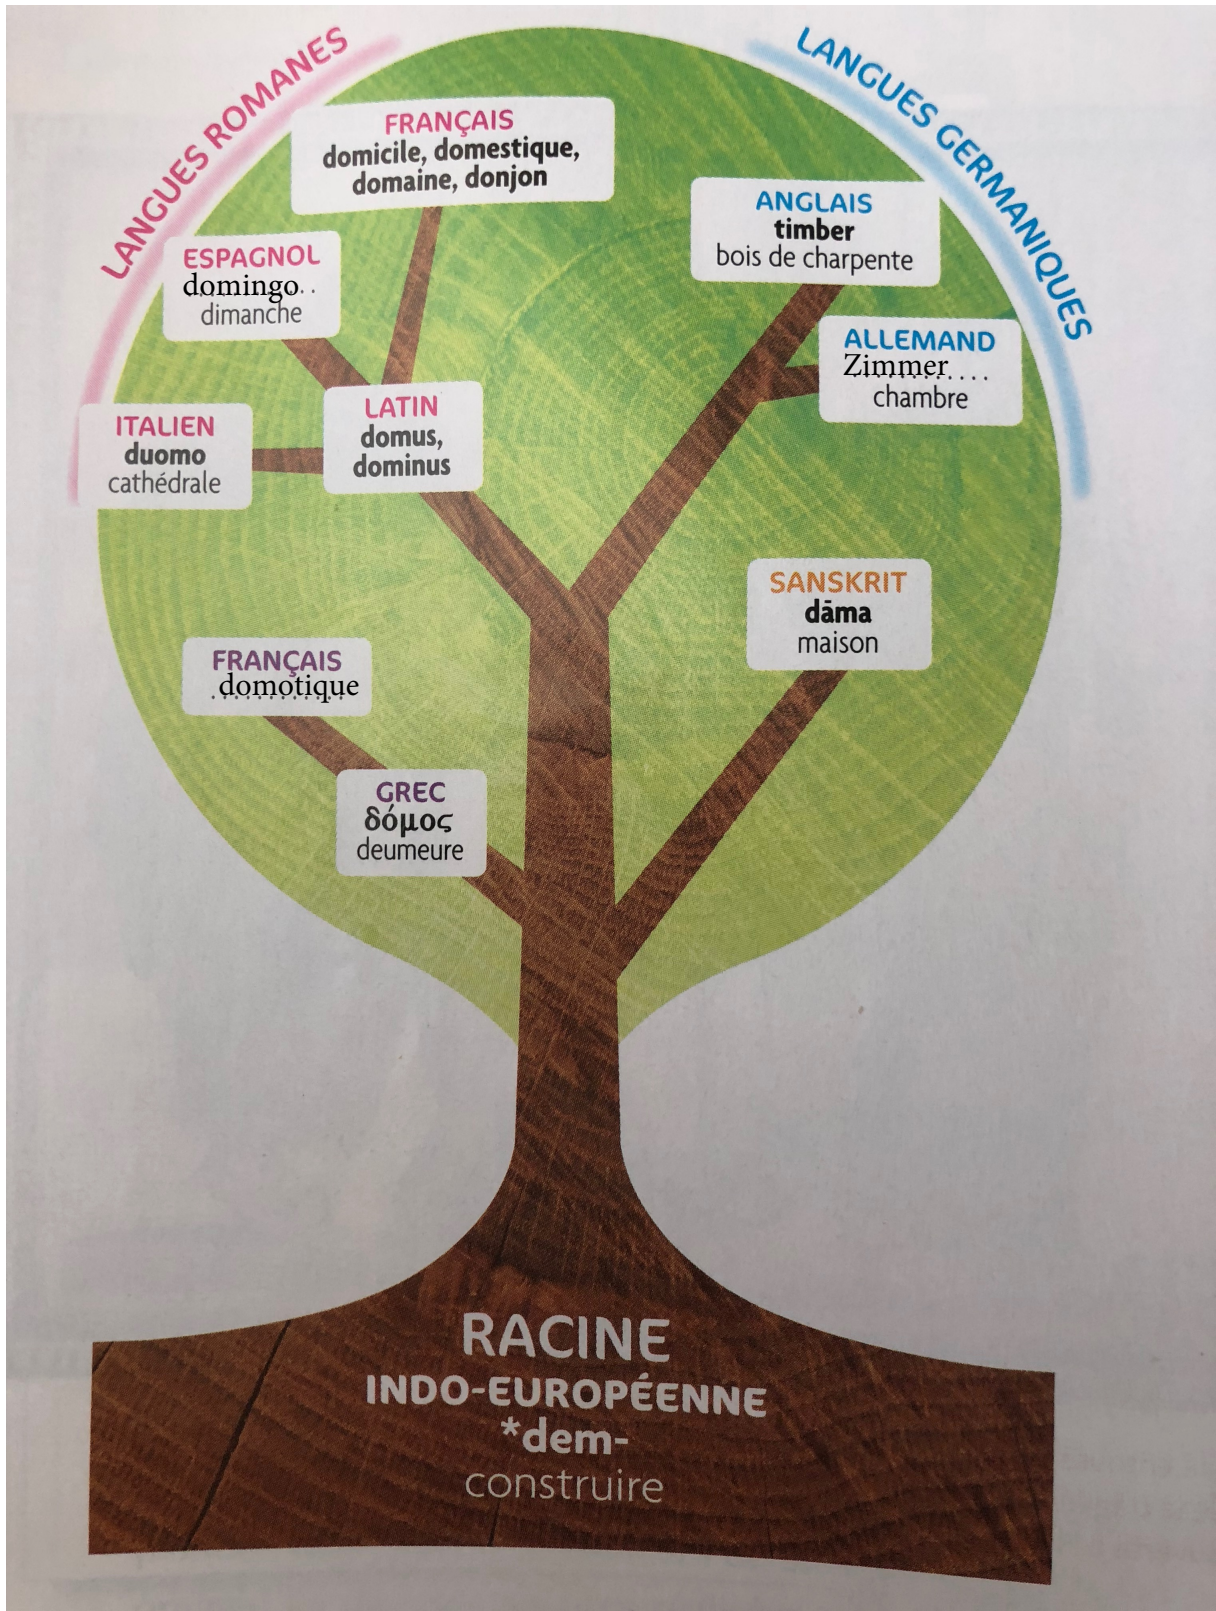 LANGUES ROMANES
LANGUES GERMANIQUES
FRANÇAIS
domicile, domestique,
domaine, donjon
ANGLAIS
timber
bois de charpente
ESPAGNOL
domingo..
dimanche
ALLEMAND
Zimmer....
chambre
ITALIEN
duomo
cathédrale
LATIN
domus,
dominus
SANSKRIT
dāma
maison
FRANÇAIS
domotique
GREC
δόμος
deumeure
RACINE
INDO-EUROPÉENNE
*dem-
construire